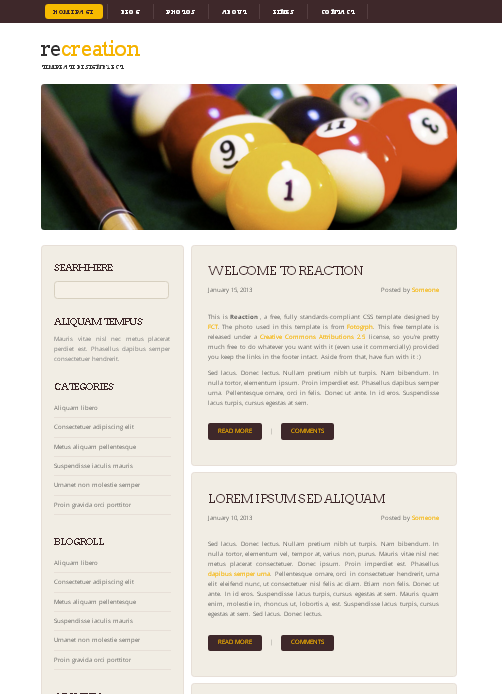 HOMEPAGE BLOG PHOTOS ABOUT LINKS CONTACT
recreation
9
11
3
1
SEARH HERE
ALIQUAM TEMPUS
Mauris vitae nisl nec metus placerat
perdiet est. Phasellus dapibus semper
consectetuer hendrerit.
CATEGORIES
Aliquam libero
Consectetuer adipiscing elit
Metus aliquam pellentesque
Suspendisse iaculis mauris
Urnanet non molestie semper
Proin gravida orci porttitor
BLOGROLL
Aliquam libero
Consectetuer adipiscing elit
Metus aliquam pellentesque
Suspendisse iaculis mauris
Urnanet non molestie semper
Proin gravida orci porttitor
WELCOME TO REACTION
January 15, 2013 Posted by Someone
This is Reaction , a free, fully standards-compliant CSS template designed by
FCT. The photo used in this template is from Fotogrph. This free template is
released under a Creative Commons Attributions 2.5 license, so you're pretty
much free to do whatever you want with it (even use it commercially) provided
you keep the links in the footer intact. Aside from that, have fun with it :)
Sed lacus. Donec lectus. Nullam pretium nibh ut turpis. Nam bibendum. In
nulla tortor, elementum ipsum. Proin imperdiet est. Phasellus dapibus semper
urna. Pellentesque ornare, orci in felis. Donec ut ante. In id eros. Suspendisse
lacus turpis, cursus egestas at sem.
READ MORE | COMMENTS
LOREM IPSUM SED ALIQUAM
January 10, 2013 Posted by Someone
Sed lacus. Donec lectus. Nullam pretium nibh ut turpis. Nam bibendum. In
nulla tortor, elementum vel, tempor at, varius non, purus. Mauris vitae nisl nec
metus placerat consectetuer. Donec ipsum. Proin imperdiet est. Phasellus
dapibus semper urna. Pellentesque ornare, orci in consectetuer hendrerit, urna
elit eleifend nunc, ut consectetuer nisl felis ac diam. Etiam non felis. Donec ut
ante. In id eros. Suspendisse lacus turpis, cursus egestas at sem. Mauris quam
enim, molestie in, rhoncus ut, lobortis a, est. Suspendisse lacus turpis, cursus
egestas at sem. Sed lacus. Donec lectus.
READ MORE | COMMENTS